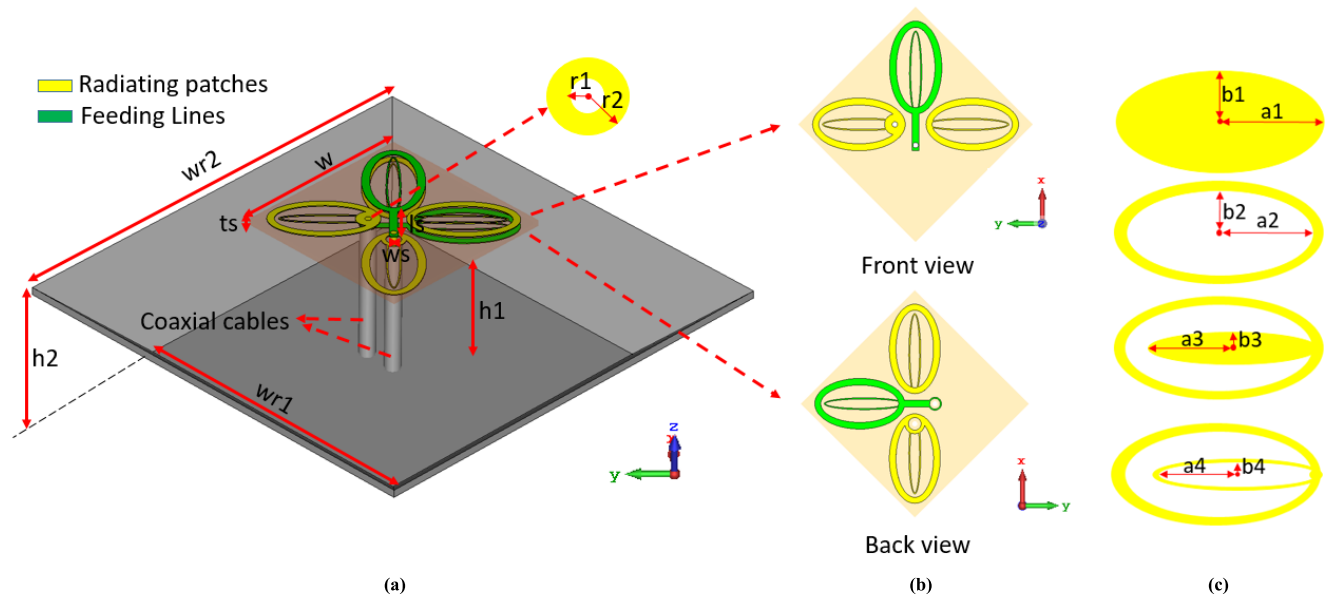 Radiating patches
Feeding Lines
r1
r2
wr2
w
ts
ls
ws
Coaxial cables
h1
h2
wr1
z
x
y
(a)
x
y
z
Front view
x
y
z
Back view
(b)
b1
a1
b2
a2
a3
b3
a4
b4
(c)